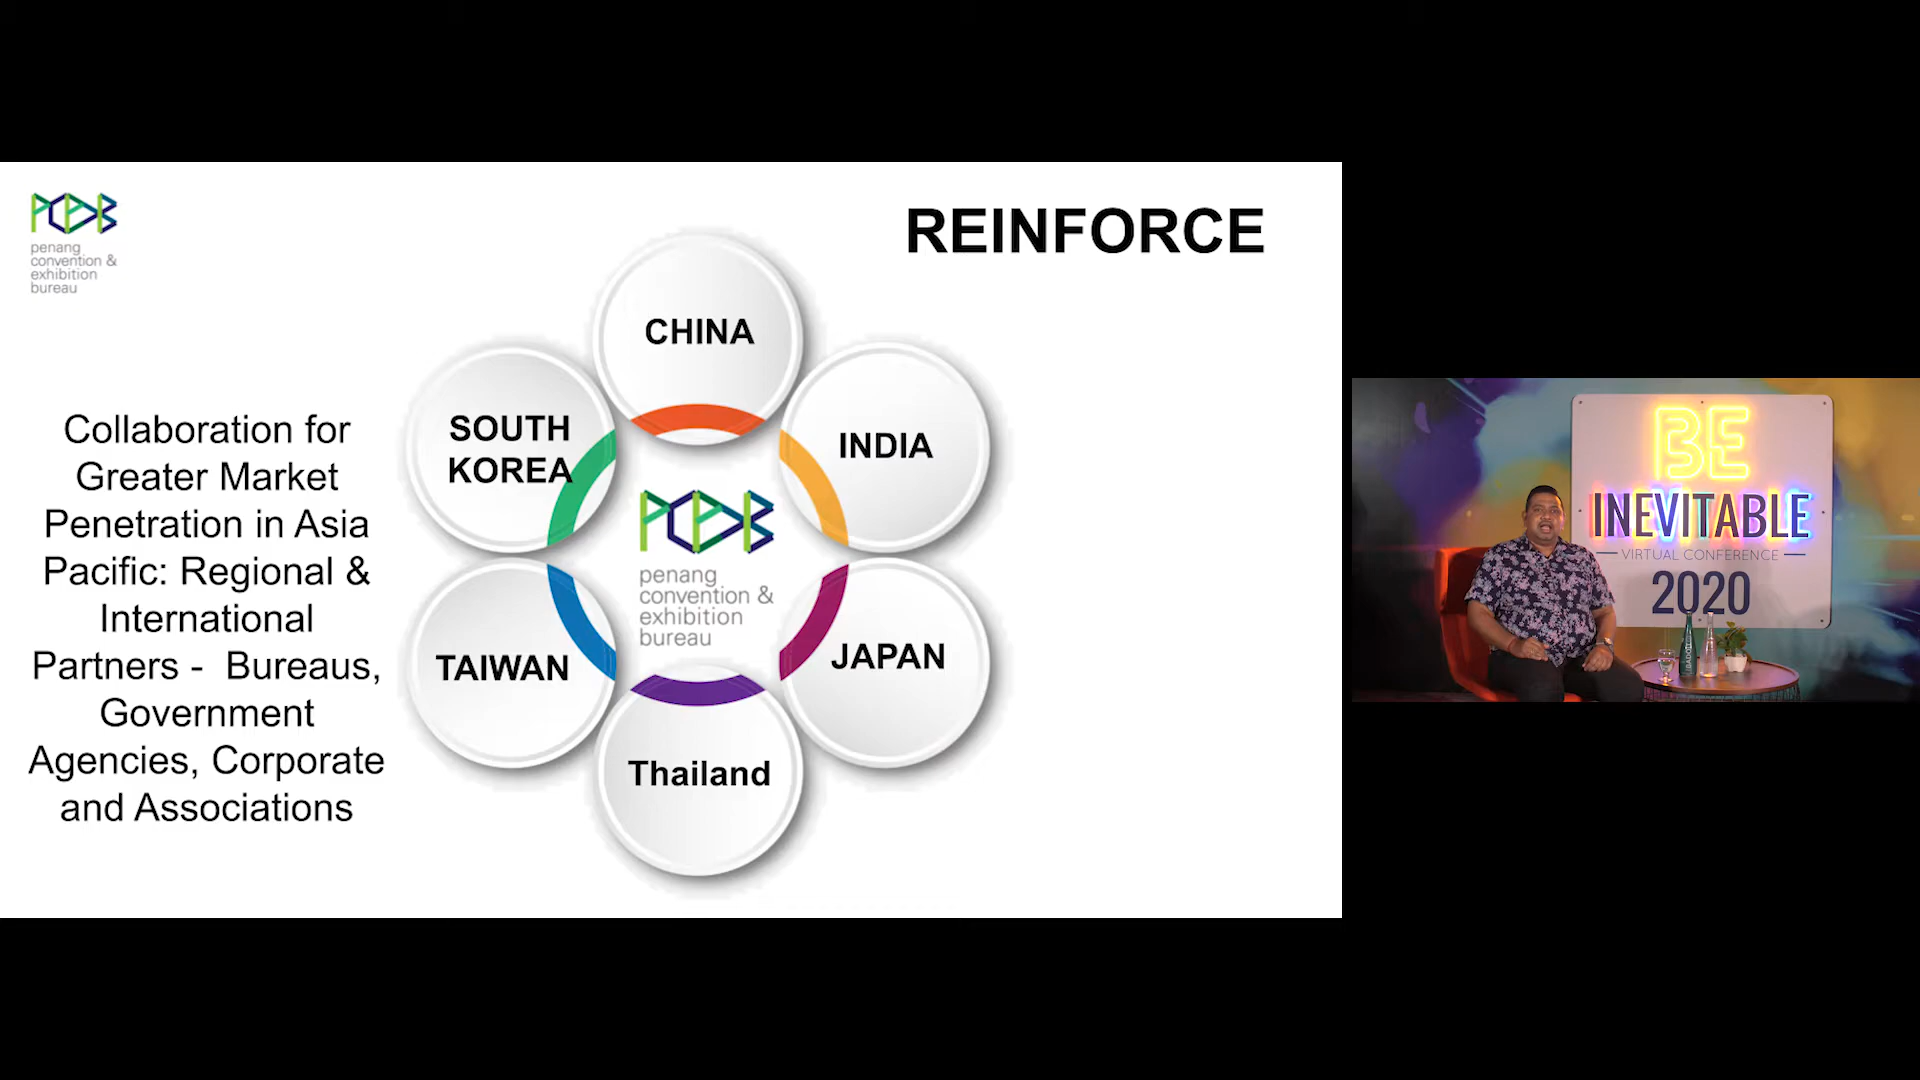 PCEB
penang
convention &
exhibition
bureau
REINFORCE
Collaboration for
Greater Market
Penetration in Asia
Pacific: Regional &
International
Partners -  Bureaus,
Government
Agencies, Corporate
and Associations
CHINA
SOUTH
KOREA
INDIA
PCEB
penang
convention &
exhibition
bureau
TAIWAN
JAPAN
Thailand
BE
INEVITABLE
VIRTUAL CONFERENCE
2020